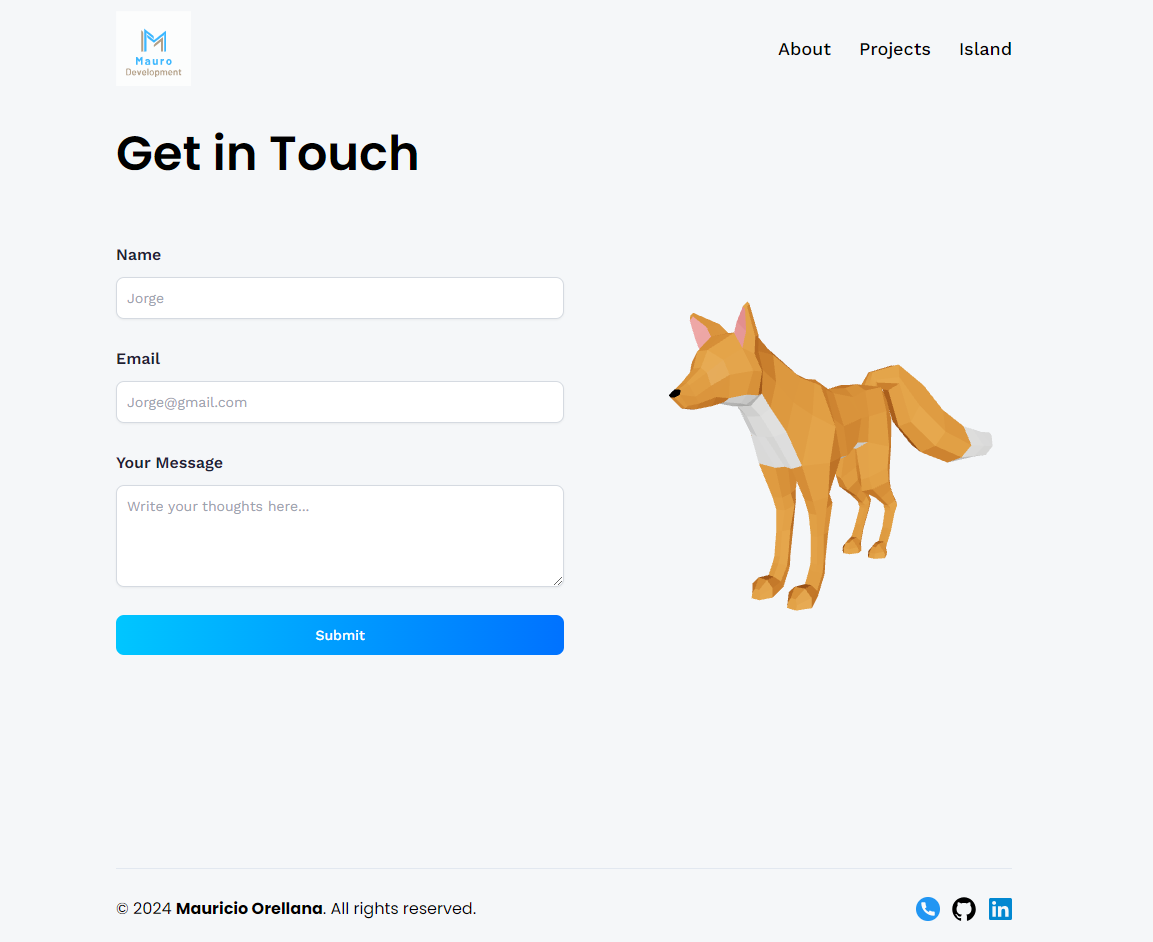 Mauro
Development
About Projects Island
Get in Touch
Name
Jorge
Email
Jorge@gmail.com
Your Message
Write your thoughts here...
Submit
© 2024 Mauricio Orellana. All rights reserved.
in